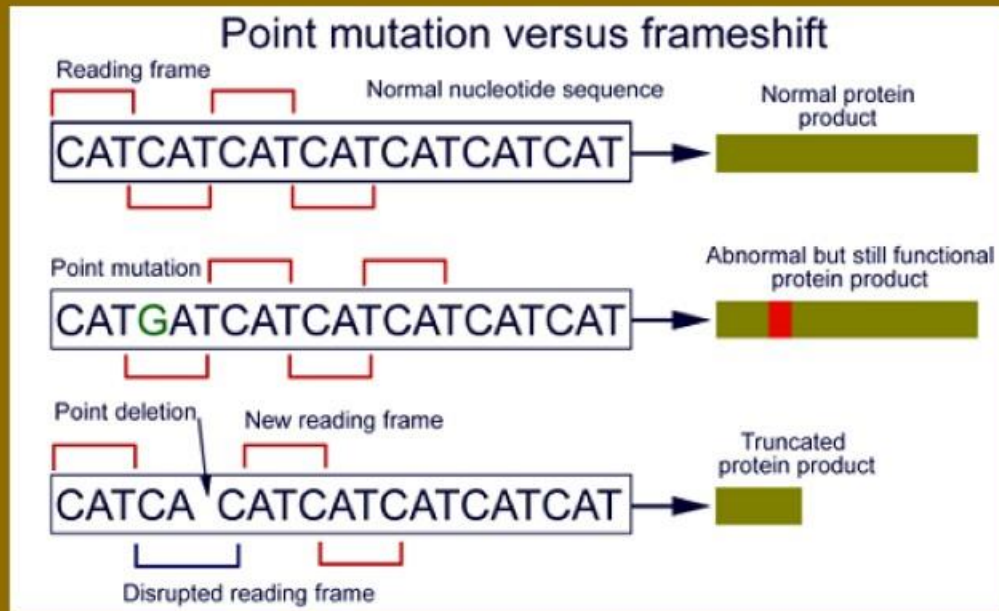 Point mutation versus frameshift
Reading frame
Normal nucleotide sequence
Normal protein
product
CATCATCATCATCATCATCAT
Point mutation
Abnormal but still functional
protein product
CATGATCATCATCATCATCAT
Point deletion
New reading frame
Truncated
protein product
CATCA CATCATCATCATCAT
Disrupted reading frame